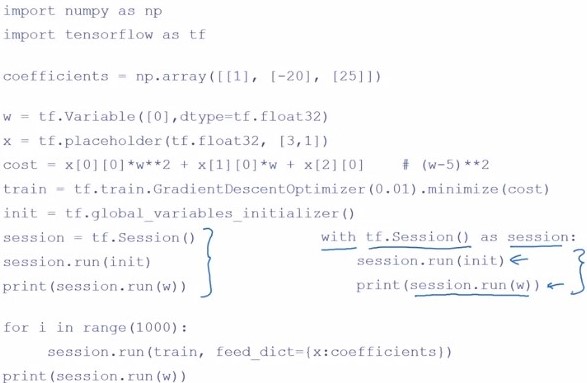 import numpy as np
import tensorflow as tf
coefficients = np.array([[1], [-20], [25]])
w = tf.Variable([0],dtype=tf.float32)
x = tf.placeholder(tf.float32, [3,1])
cost = x[0][0]*w**2 + x[1][0]*w + x[2][0]    # (w-5)**2
train = tf.train.GradientDescentOptimizer(0.01).minimize(cost)
init = tf.global_variables_initializer()
session = tf.Session()
session.run(init)
print(session.run(w))
with tf.Session() as session:
    session.run(init)
    print(session.run(w))
for i in range(1000):
    session.run(train, feed_dict={x:coefficients})
print(session.run(w))